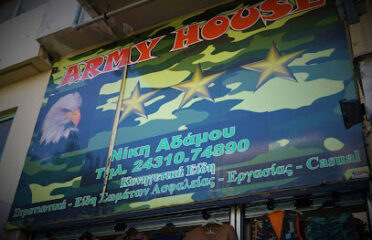 ARMY HOUSE
Νίκη Αδάμου
Τηλ. 24310.74890
Κυνηγετικά Είδη
Στρατιωτικά - Είδη Σωμάτων Ασφαλείας - Εργασίας - Casual